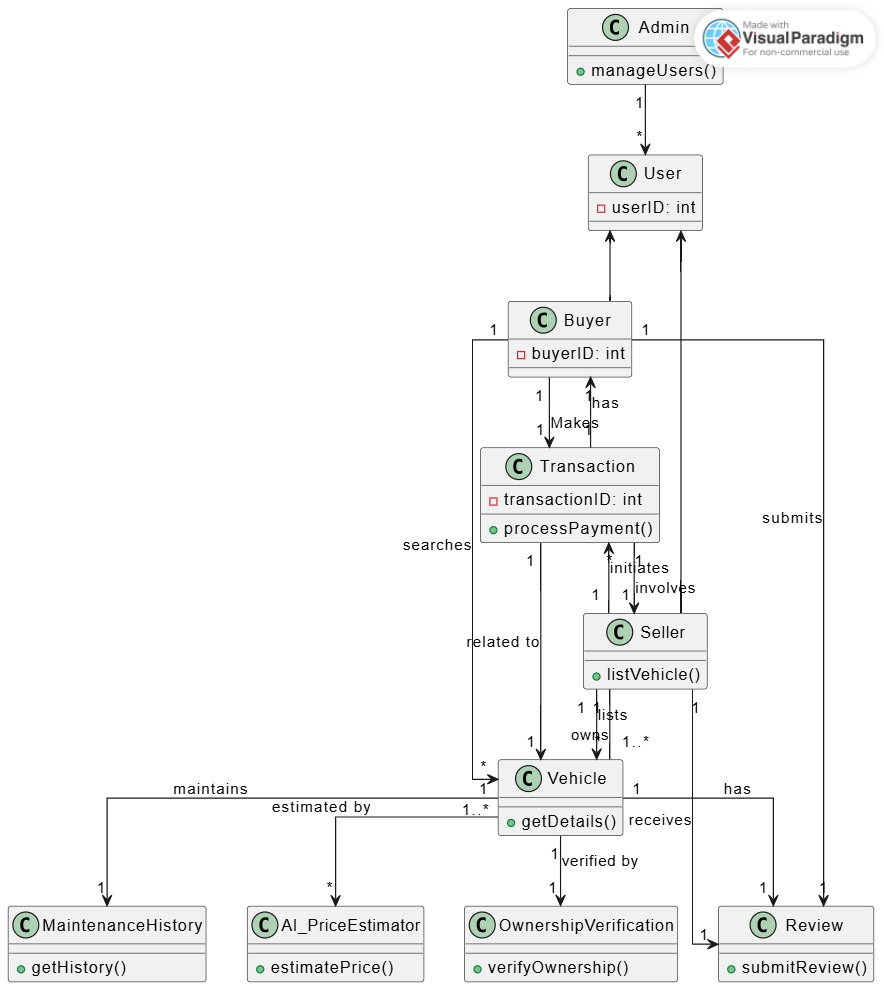 Made with
VisualParadigm
For non-commercial use
C Admin
manageUsers()
1
*
C User
userID: int
C Buyer
buyerID: int
1
1
1
1
has
Makes
1
1
C Transaction
transactionID: int
processPayment()
submits
searches
1
*
1
initiates
1
1
involves
related to
C Seller
listVehicle()
1
1
1
lists
owns
1
1..*
*
C Vehicle
getDetails()
maintains
1
1
has
estimated by
1..*
receives
1
verified by
1
*
1
1
1
1
C MaintenanceHistory
getHistory()
C AI_PriceEstimator
estimatePrice()
C OwnershipVerification
verifyOwnership()
C Review
submitReview()